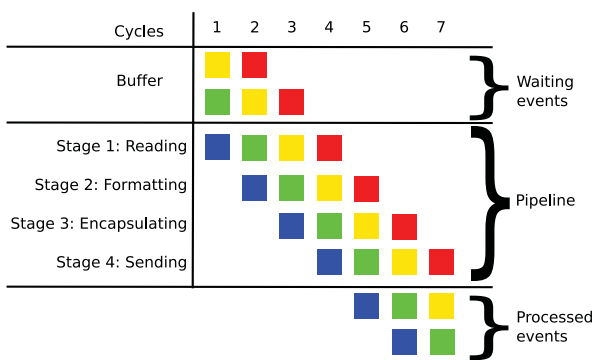 Cycles 1 2 3 4 5 6 7
Buffer
Waiting
events
Stage 1: Reading
Stage 2: Formatting
Stage 3: Encapsulating
Stage 4: Sending
Pipeline
Processed
events